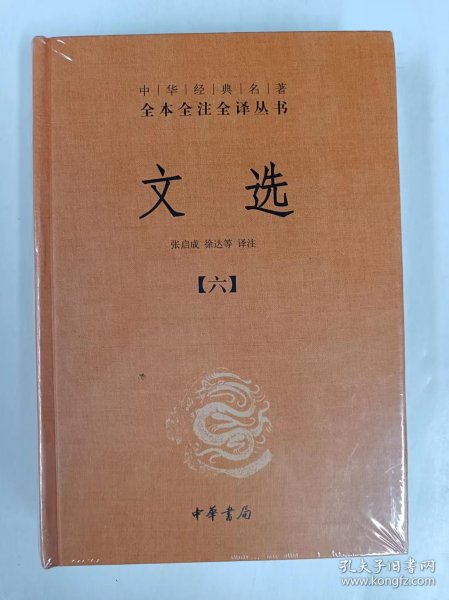 中|华|经|典|名|著
全本全注全译丛书
文选
张启成 徐达等 译注
【六】
中華書局
孔夫子旧书网
www.kongfz.com